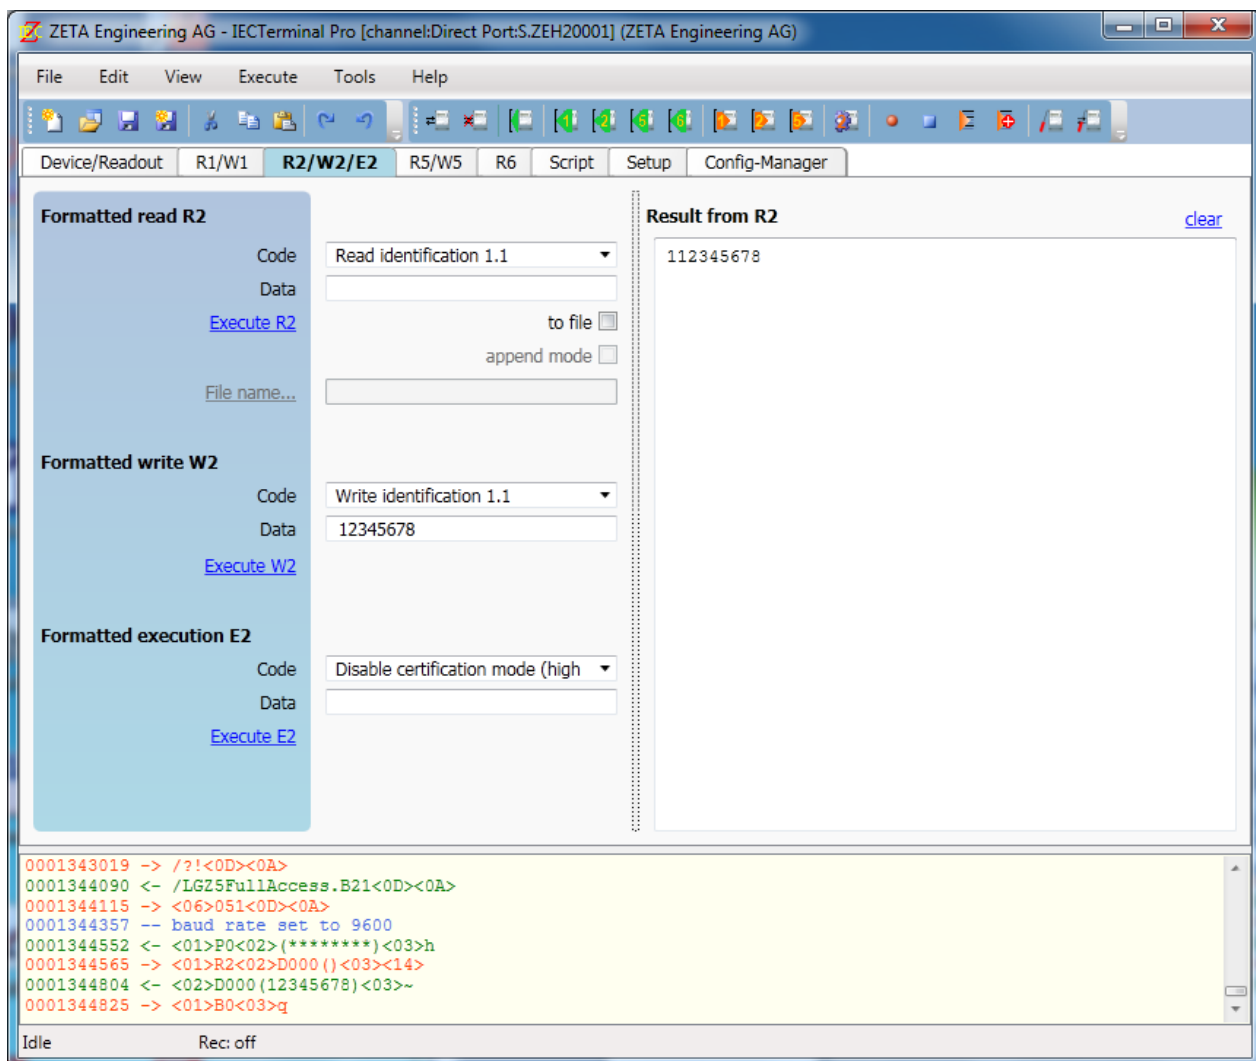 ZETA Engineering AG - IECTerminal Pro [channel:Direct Port:S.ZEH20001] (ZETA Engineering AG)
File Edit View Execute Tools Help
Device/Readout R1/W1 R2/W2/E2 R5/W5 R6 Script Setup Config-Manager
Formatted read R2
Code Read identification 1.1
Data
Execute R2 to file
append mode
File name...
Formatted write W2
Code Write identification 1.1
Data 12345678
Execute W2
Formatted execution E2
Code Disable certification mode (high
Data
Execute E2
Result from R2 clear
112345678
0001343019 -> /?!<0D><0A>
0001344090 <- /LGZ5FullAccess.B21<0D><0A>
0001344115 -> <06>051<0D><0A>
0001344357 -- baud rate set to 9600
0001344552 <- <01>P0<02>(********)<03>h
0001344565 -> <01>R2<02>D000()<03><14>
0001344804 <- <02>D000(12345678)<03>~
0001344825 -> <01>B0<03>q
Idle Rec: off